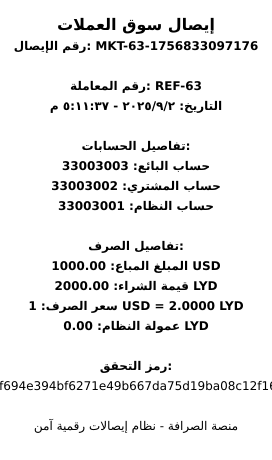 إيصال سوق العملات
رقم الإيصال: MKT-63-1756833097176
رقم المعاملة: REF-63
التاريخ: ٢٠٢٥/٩/٢ - ٥:١١:٣٧ م
تفاصيل الحسابات:
حساب البائع: 33003003
حساب المشتري: 33003002
حساب النظام: 33003001
تفاصيل الصرف:
المبلغ المباع: 1000.00 USD
قيمة الشراء: 2000.00 LYD
سعر الصرف: 1 USD = 2.0000 LYD
عمولة النظام: 0.00 LYD
رمز التحقق:
f694e394bf6271e49b667da75d19ba08c12f16
منصة الصرافة - نظام إيصالات رقمية آمن